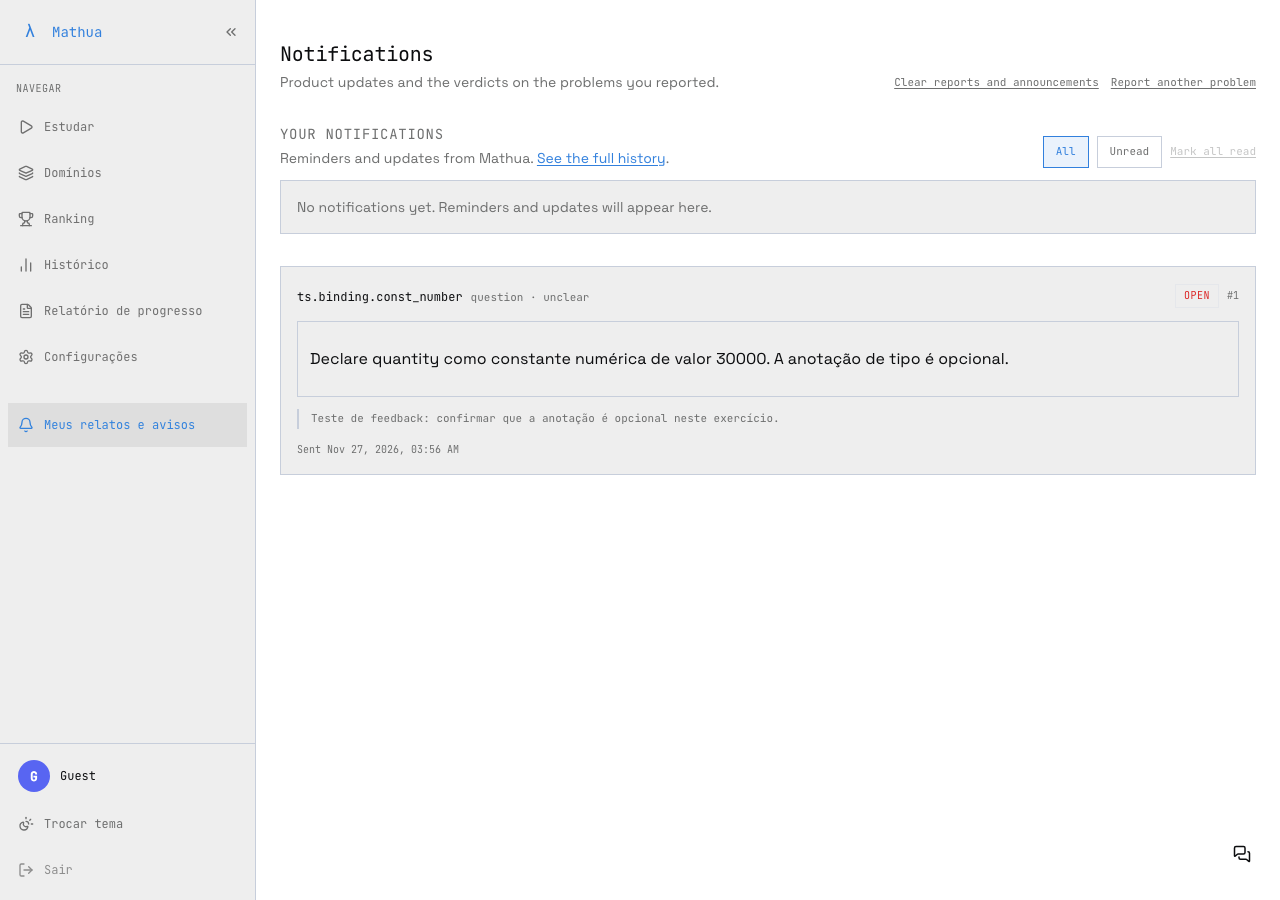 λ Mathua
NAVEGAR
Estudar
Domínios
Ranking
Histórico
Relatório de progresso
Configurações
Meus relatos e avisos
G Guest
Trocar tema
Sair
Notifications
Product updates and the verdicts on the problems you reported.
Clear reports and announcements Report another problem
YOUR NOTIFICATIONS
Reminders and updates from Mathua. See the full history.
All Unread Mark all read
No notifications yet. Reminders and updates will appear here.
ts.binding.const_number question · unclear OPEN #1
Declare quantity como constante numérica de valor 30000. A anotação de tipo é opcional.
Teste de feedback: confirmar que a anotação é opcional neste exercício.
Sent Nov 27, 2026, 03:56 AM